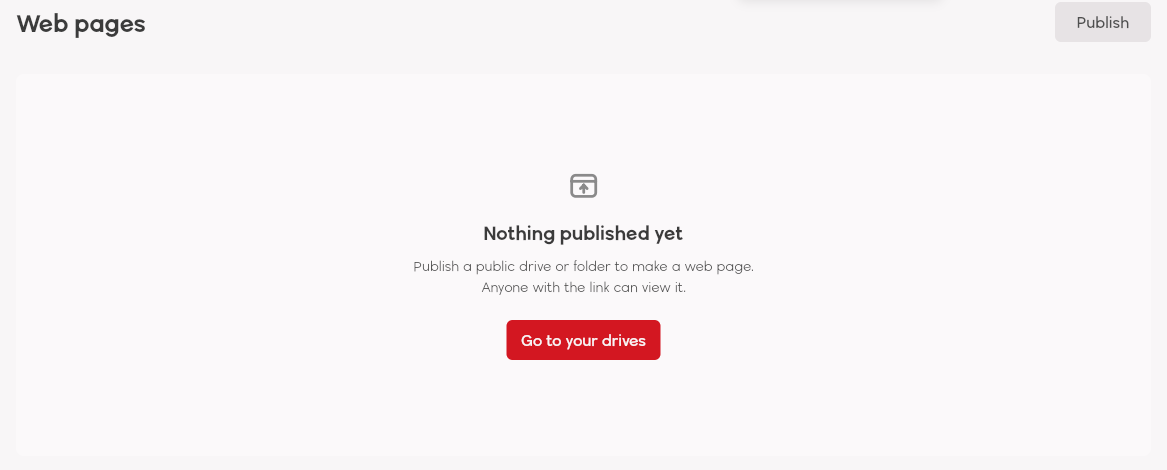 Web pages
Publish
Nothing published yet
Publish a public drive or folder to make a web page.
Anyone with the link can view it.
Go to your drives